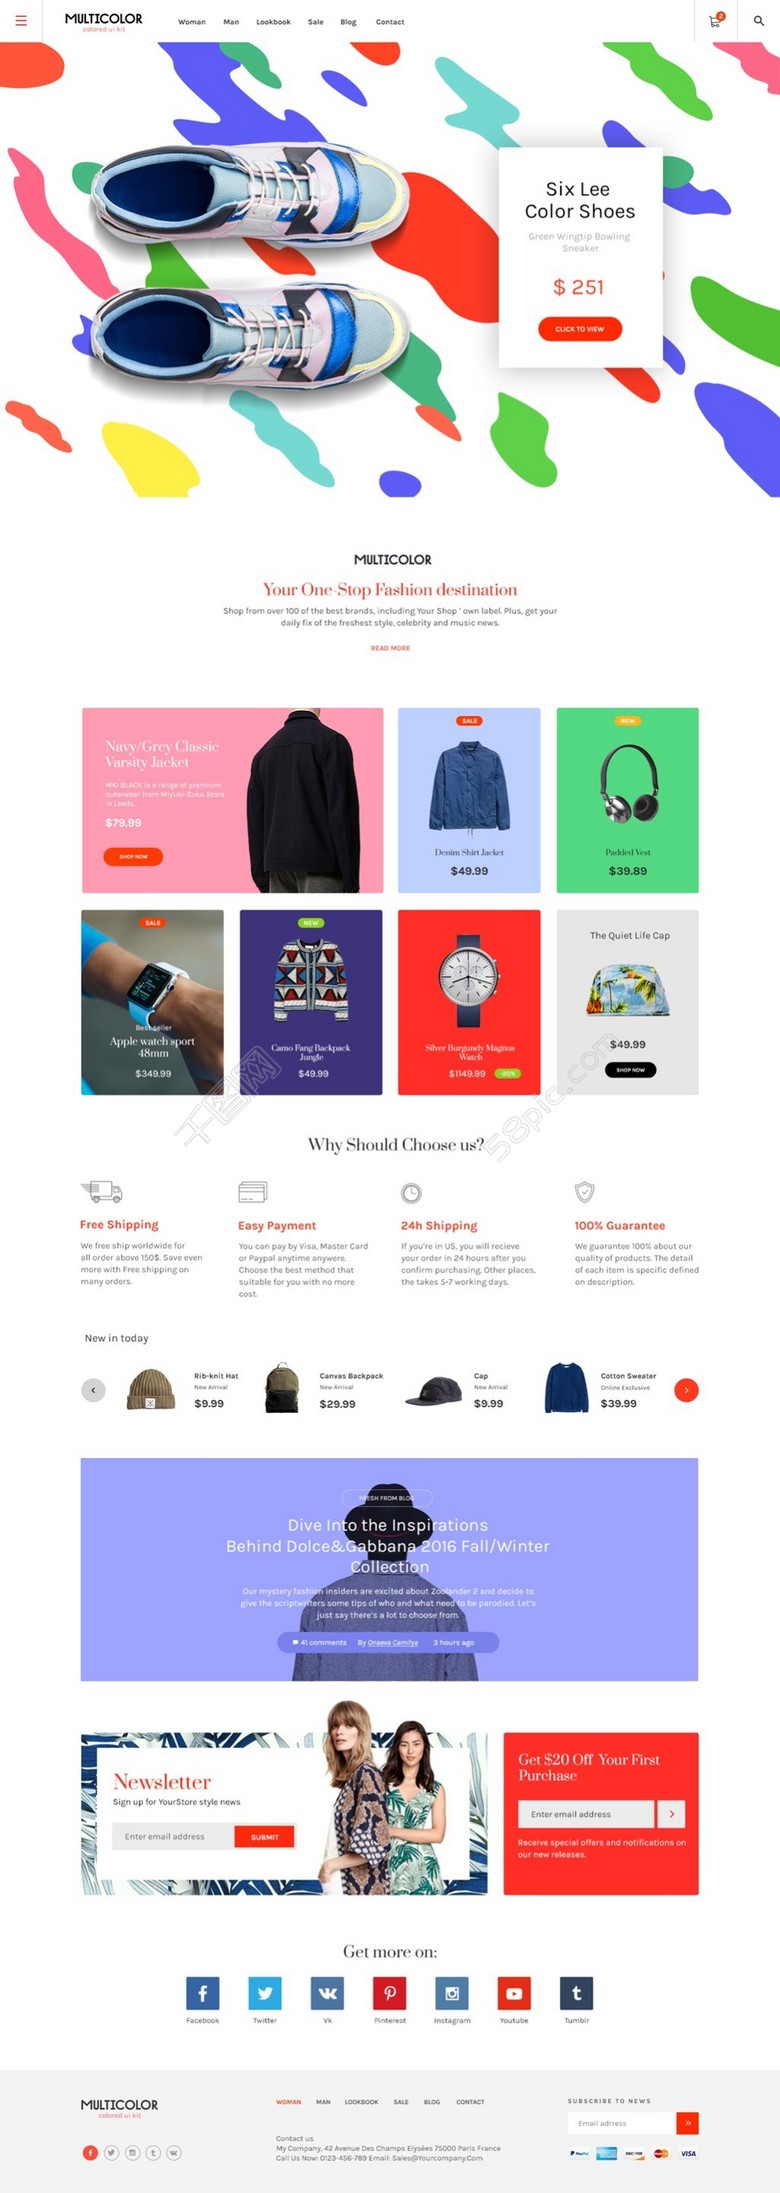 MULTICOLOR
colored ui kit
Woman Man Lookbook Sale Blog Contact
2
Six Lee
Color Shoes
Green Wingtip Bowling
Sneaker
$ 251
CLICK TO VIEW
MULTICOLOR
Your One-Stop Fashion destination
Shop from over 100 of the best brands, including Your Shop ' own label. Plus, get your
daily fix of the freshest style, celebrity and music news.
READ MORE
Navy/Grey Classic
Varsity Jacket
MKI BLACK is a range of premium
outerwear from Miyuki-Zoku Store
in Leeds.
$79.99
SHOP NOW
SALE
Denim Shirt Jacket
$49.99
NEW
Padded Vest
$39.89
SALE
Best seller
Apple watch sport
48mm
$349.99
NEW
Camo Fang Backpack
Jungle
$49.99
Silver Burgundy Magnus
Watch
$1149.99 -20%
The Quiet Life Cap
$49.99
SHOP NOW
千图网
58pic.com
Why Should Choose us?
Free Shipping
We free ship worldwide for
all order above 150$. Save even
more with Free shipping on
many orders.
Easy Payment
You can pay by Visa, Master Card
or Paypal anytime anywere.
Choose the best method that
suitable for you with no more
cost.
24h Shipping
If you're in US, you will recieve
your order in 24 hours after you
confirm purchasing. Other places,
the takes 5-7 working days.
100% Guarantee
We guarantee 100% about our
quality of products. The detail
of each item is specific defined
on description.
New in today
Rib-knit Hat
New Arrival
$9.99
Canvas Backpack
New Arrival
$29.99
Cap
New Arrival
$9.99
Cotton Sweater
Online Exclusive
$39.99
FRESH FROM BLOG
Dive Into the Inspirations
Behind Dolce&Gabbana 2016 Fall/Winter
Collection
Our mystery fashion insiders are excited about Zoolander 2 and decide to
give the scriptwriters some tips of who and what need to be parodied. Let's
just say there's a lot to choose from.
41 comments By Onseva Camilya 3 hours ago
Newsletter
Sign up for YourStore style news
Enter email address SUBMIT
Get $20 Off Your First
Purchase
Enter email address
Receive special offers and notifications on
our new releases.
Get more on:
Facebook Twitter Vk Pinterest Instagram Youtube Tumblr
MULTICOLOR
colored ui kit
WOMAN MAN LOOKBOOK SALE BLOG CONTACT
Contact us
My Company, 42 Avenue Des Champs Elysées 75000 Paris France
Call Us Now: 0123-456-789 Email: Sales@Yourcompany.Com
SUBSCRIBE TO NEWS
Email adrress
PayPal DISCOVER VISA